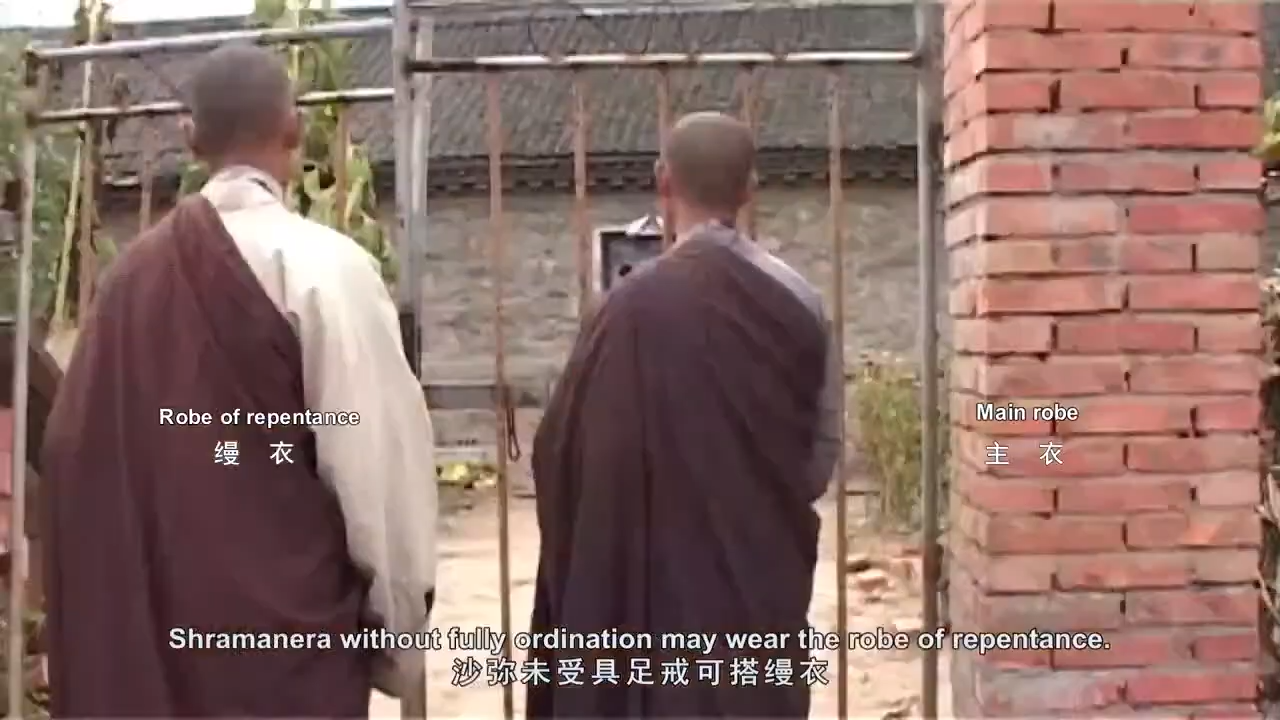 Robe of repentance
缦 衣
Main robe
主 衣
Shramanera without fully ordination may wear the robe of repentance.
沙弥未受具足戒可搭缦衣